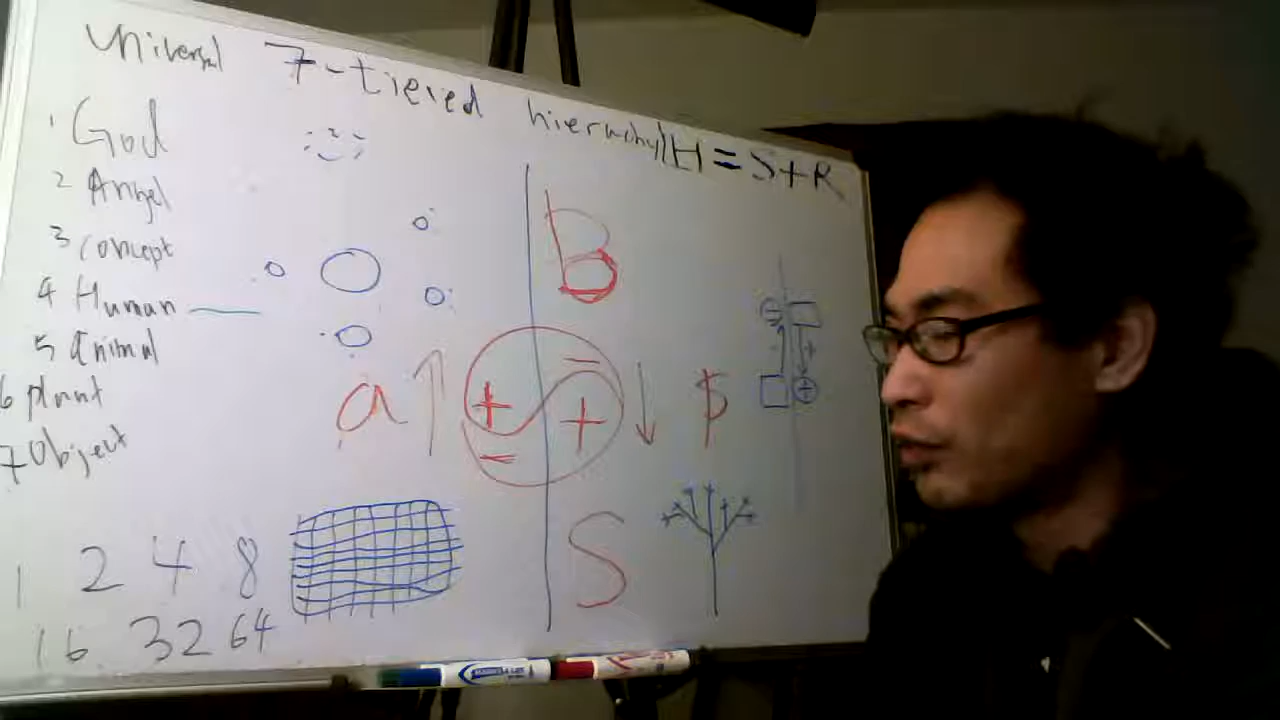 Universal 7-tiered hierarchy H = S+R
1 God
2 Angel
3 Concept
4 Human
5 Animal
6 Plant
7 Object
B
a
+ −
− +
$
S
1 2 4 8
16 32 64